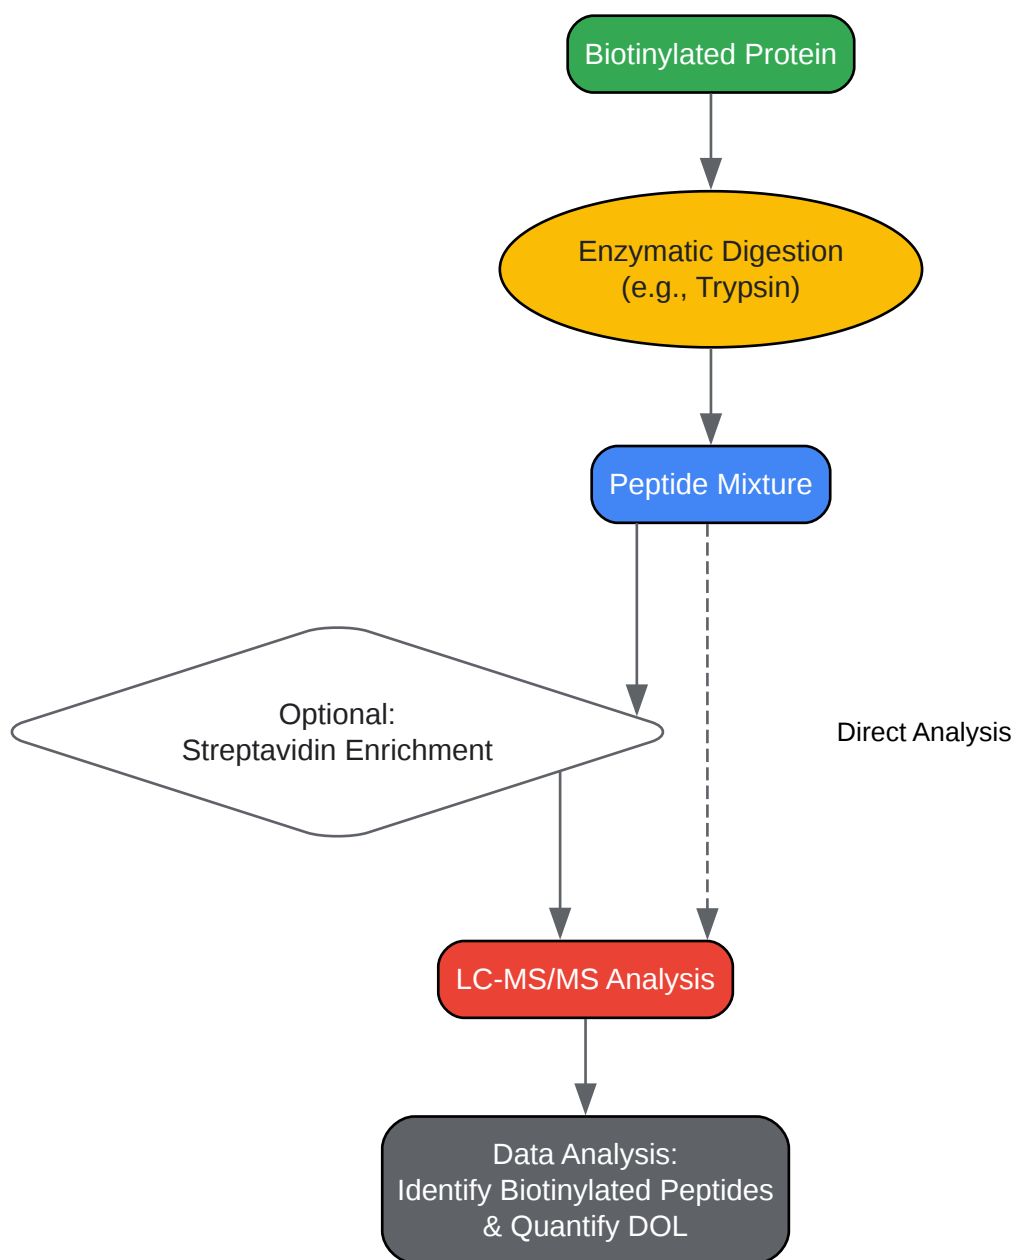 Biotinylated Protein
Enzymatic Digestion
(e.g., Trypsin)
Peptide Mixture
Optional:
Streptavidin Enrichment
Direct Analysis
LC-MS/MS Analysis
Data Analysis:
Identify Biotinylated Peptides
& Quantify DOL